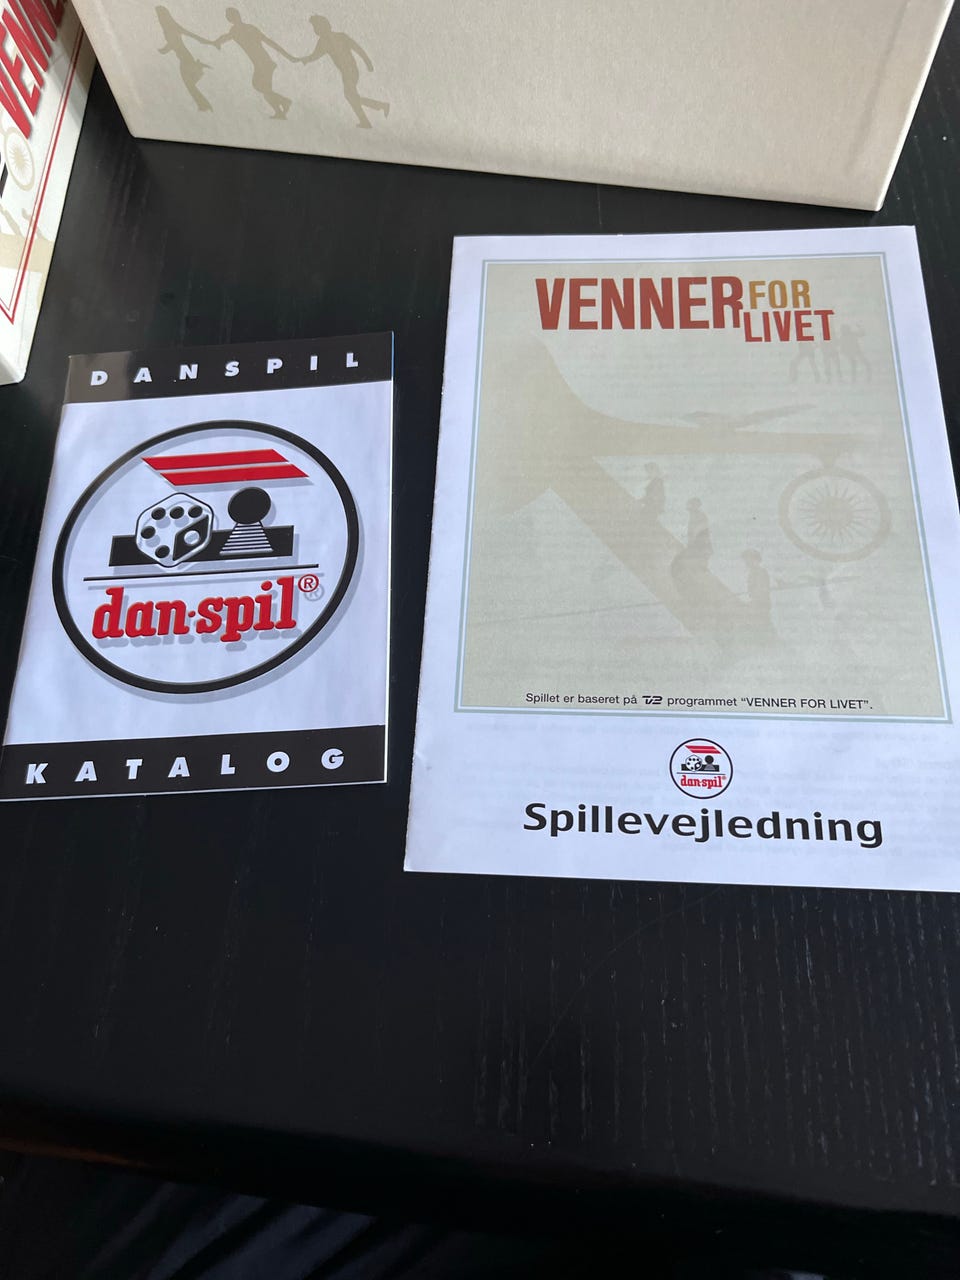 VENNE
DANSPIL
dan·spil®
KATALOG
VENNER FOR LIVET
Spillet er baseret på TV2 programmet “VENNER FOR LIVET”.
dan·spil®
Spillevejledning